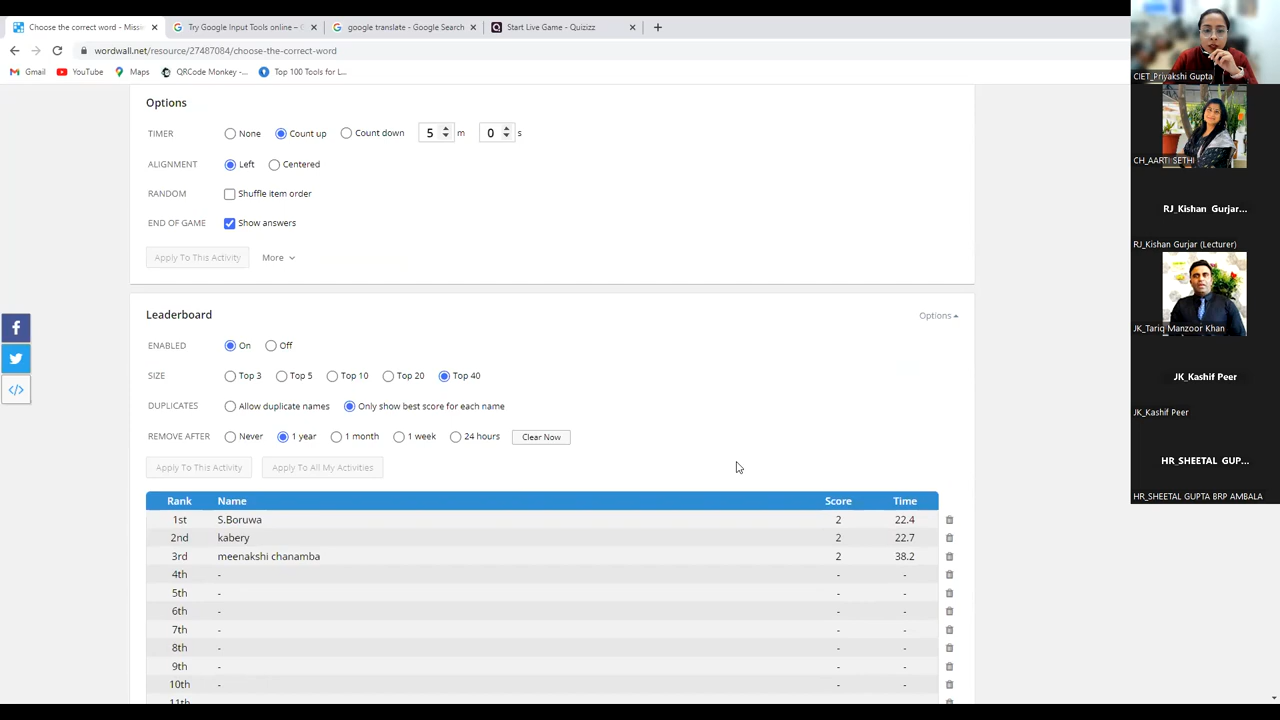 Choose the correct word - Misse
Try Google Input Tools online – G
google translate - Google Search
Start Live Game - Quizizz
wordwall.net/resource/27487084/choose-the-correct-word
Gmail
YouTube
Maps
QRCode Monkey -...
Top 100 Tools for L...
Options
TIMER None Count up Count down 5 m 0 s
ALIGNMENT Left Centered
RANDOM Shuffle item order
END OF GAME Show answers
Apply To This Activity More
Leaderboard Options
ENABLED On Off
SIZE Top 3 Top 5 Top 10 Top 20 Top 40
DUPLICATES Allow duplicate names Only show best score for each name
REMOVE AFTER Never 1 year 1 month 1 week 24 hours Clear Now
Apply To This Activity Apply To All My Activities
Rank Name Score Time
1st S.Boruwa 2 22.4
2nd kabery 2 22.7
3rd meenakshi chanamba 2 38.2
4th - - -
5th - - -
6th - - -
7th - - -
8th - - -
9th - - -
10th - - -
11th
CIET_Priyakshi Gupta
CH_AARTI SETHI
RJ_Kishan Gurjar...
RJ_Kishan Gurjar (Lecturer)
JK_Tariq Manzoor Khan
JK_Kashif Peer
JK_Kashif Peer
HR_SHEETAL GUP...
HR_SHEETAL GUPTA BRP AMBALA